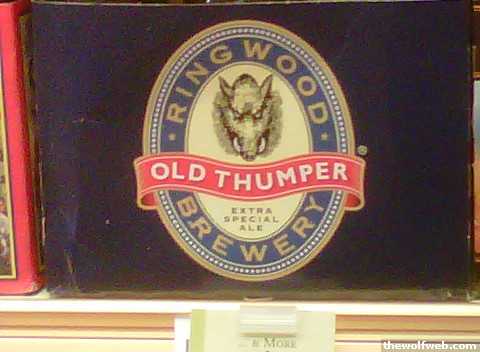 RINGWOOD
OLD THUMPER
EXTRA
SPECIAL
ALE
BREWERY
®
... & MORE
thewolfweb.com